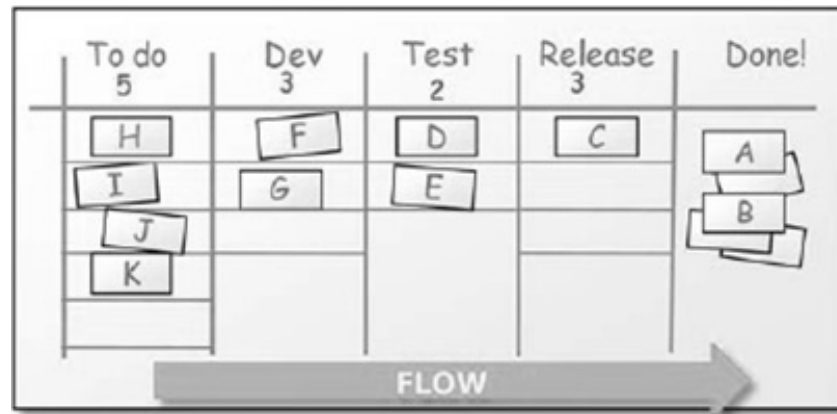 To do Dev Test Release Done!
5 3 2 3
H F D C A
I G E
J B
K
FLOW